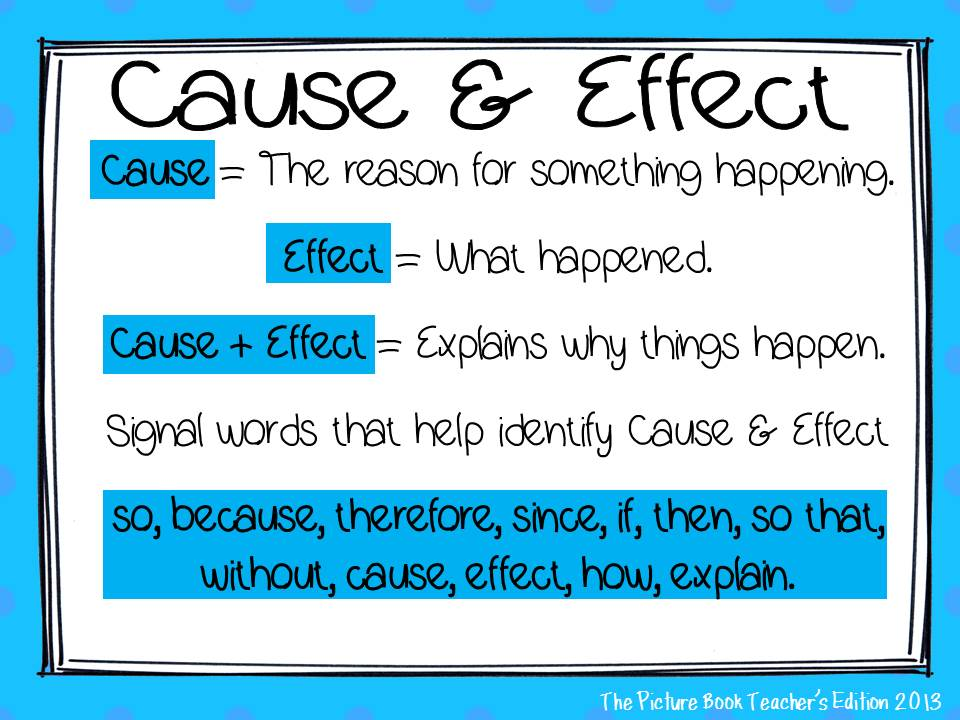 Cause & Effect
Cause = The reason for something happening.
Effect = What happened.
Cause + Effect = Explains why things happen.
Signal words that help identify Cause & Effect
so, because, therefore, since, if, then, so that,
without, cause, effect, how, explain.
The Picture Book Teacher's Edition 2013